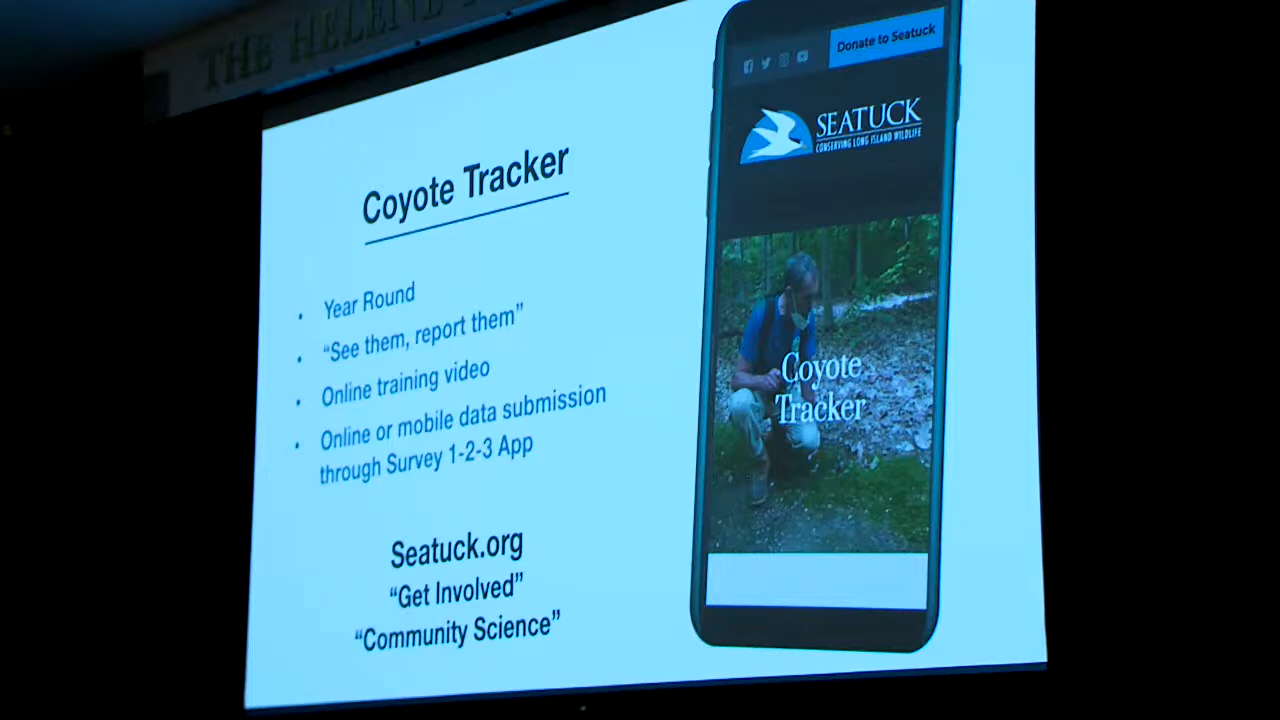 THE HELENE
Coyote Tracker
• Year Round
• “See them, report them”
• Online training video
• Online or mobile data submission
through Survey 1-2-3 App
Seatuck.org
“Get Involved”
“Community Science”
Donate to Seatuck
SEATUCK
CONSERVING LONG ISLAND WILDLIFE
Coyote
Tracker